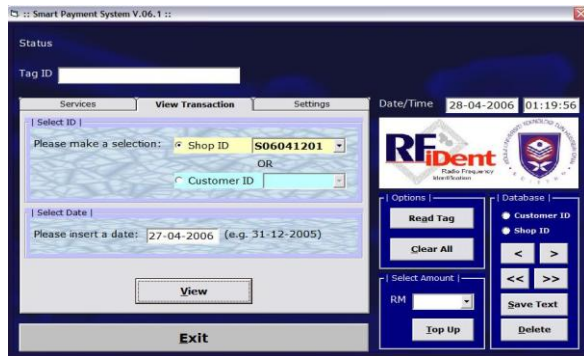 :: Smart Payment System V.06.1 ::
Status
Tag ID
Services View Transaction Settings
| Select ID |
Please make a selection: Shop ID S06041201
OR
Customer ID
| Select Date |
Please insert a date: 27-04-2006 (e.g. 31-12-2005)
View
Exit
Date/Time 28-04-2006 01:19:56
RFiDent
Radio Frequency
Identification
| Options |
Read Tag
Clear All
| Select Amount |
RM
Top Up
| Database |
Customer ID
Shop ID
< >
<< >>
Save Text
Delete